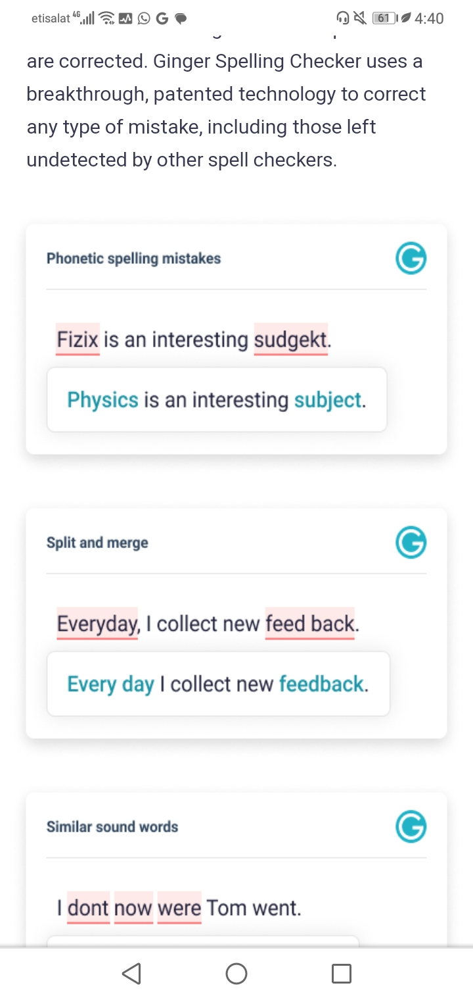 etisalat 4G 61 4:40
are corrected. Ginger Spelling Checker uses a
breakthrough, patented technology to correct
any type of mistake, including those left
undetected by other spell checkers.
Phonetic spelling mistakes
Fizix is an interesting sudgekt.
Physics is an interesting subject.
Split and merge
Everyday, I collect new feed back.
Every day I collect new feedback.
Similar sound words
I dont now were Tom went.